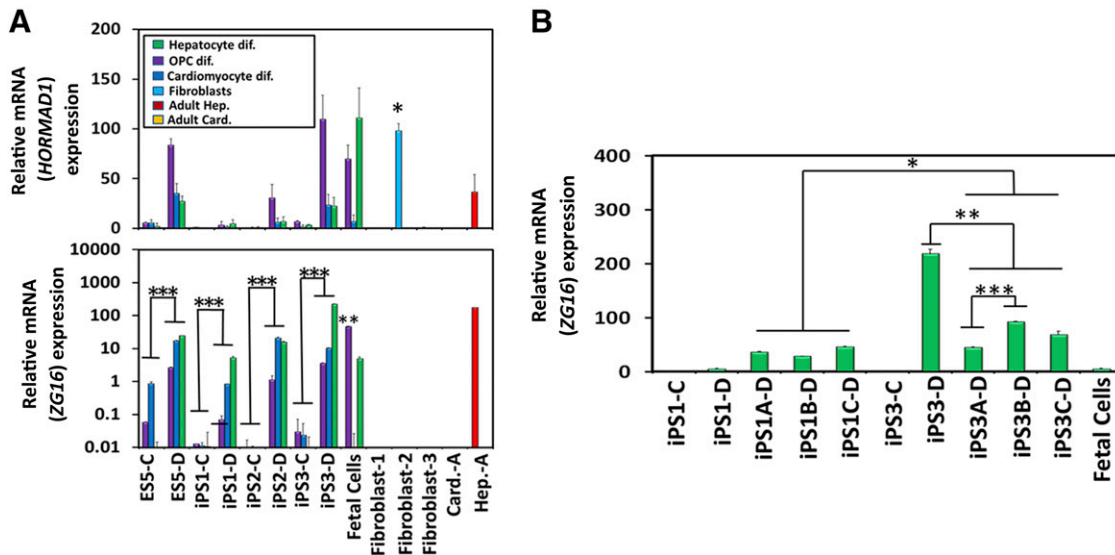 A
Relative mRNA
(HORMAD1)
expression
200
150
100
50
0
Hepatocyte dif.
OPC dif.
Cardiomyocyte dif.
Fibroblasts
Adult Hep.
Adult Card.
*
Relative mRNA
(ZG16) expression
10000
1000
100
10
1
0.1
0.01
***
***
***
***
**
ES5-C
ES5-D
iPS1-C
iPS1-D
iPS2-C
iPS2-D
iPS3-C
iPS3-D
Fetal Cells
Fibroblast-1
Fibroblast-2
Fibroblast-3
Card.-A
Hep.-A
B
Relative mRNA
(ZG16) expression
400
300
200
100
0
*
**
***
iPS1-C
iPS1-D
iPS1A-D
iPS1B-D
iPS1C-D
iPS3-C
iPS3-D
iPS3A-D
iPS3B-D
iPS3C-D
Fetal Cells